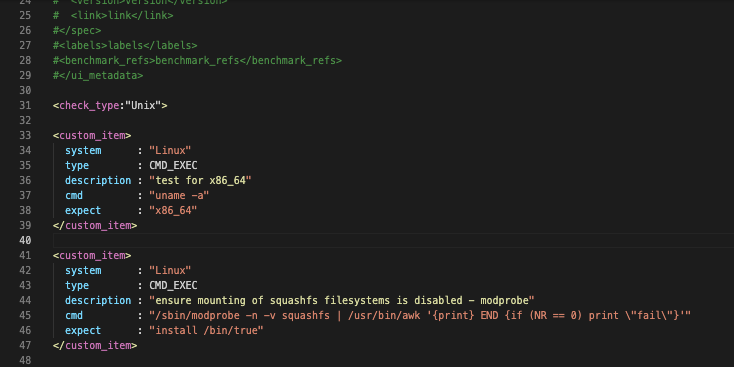 24 #  <version>version</version>
25 #  <link>link</link>
26 #</spec>
27 #<labels>labels</labels>
28 #<benchmark_refs>benchmark_refs</benchmark_refs>
29 #</ui_metadata>
30
31 <check_type:"Unix">
32
33 <custom_item>
34   system      : "Linux"
35   type        : CMD_EXEC
36   description : "test for x86_64"
37   cmd         : "uname -a"
38   expect      : "x86_64"
39 </custom_item>
40
41 <custom_item>
42   system      : "Linux"
43   type        : CMD_EXEC
44   description : "ensure mounting of squashfs filesystems is disabled - modprobe"
45   cmd         : "/sbin/modprobe -n -v squashfs | /usr/bin/awk '{print} END {if (NR == 0) print \"fail\"}'"
46   expect      : "install /bin/true"
47 </custom_item>
48